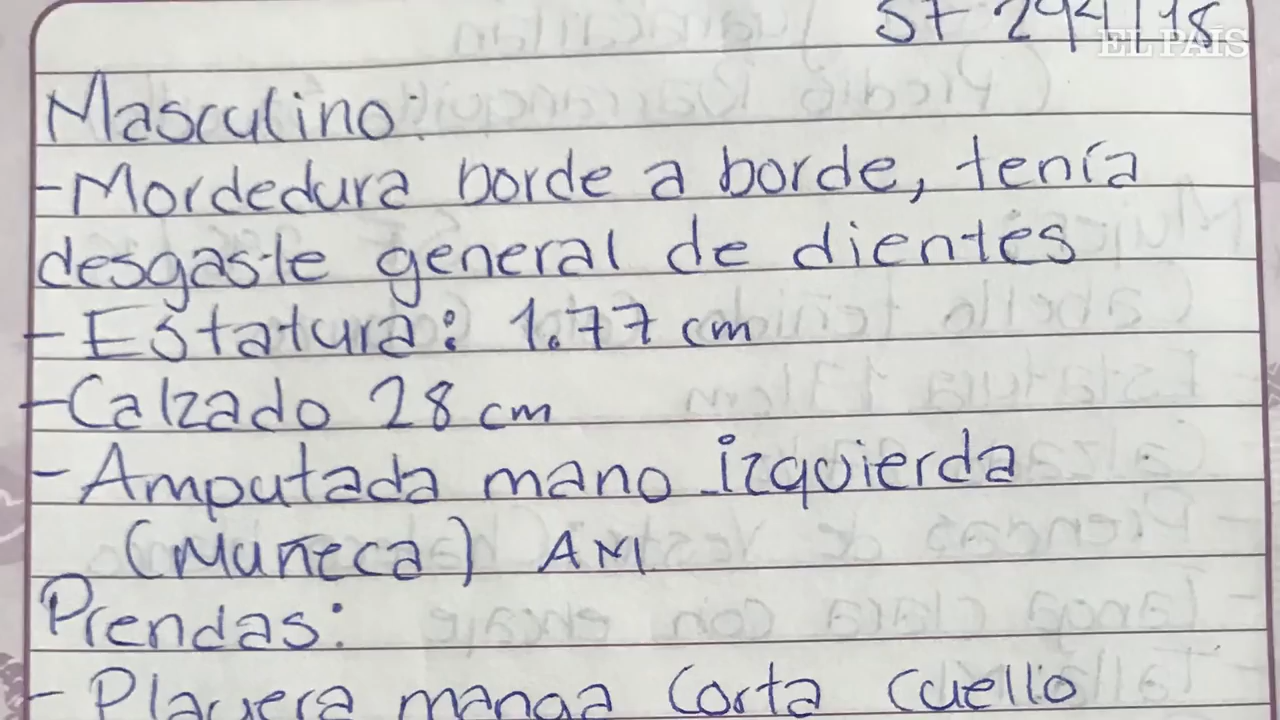 SF 294/18
EL PAÍS
Masculino:
-Mordedura borde a borde, tenía
desgaste general de dientes
- Estatura: 1.77 cm
- Calzado 28 cm
- Amputada mano izquierda
(Muñeca) AM
Prendas:
- Playera manga corta cuello